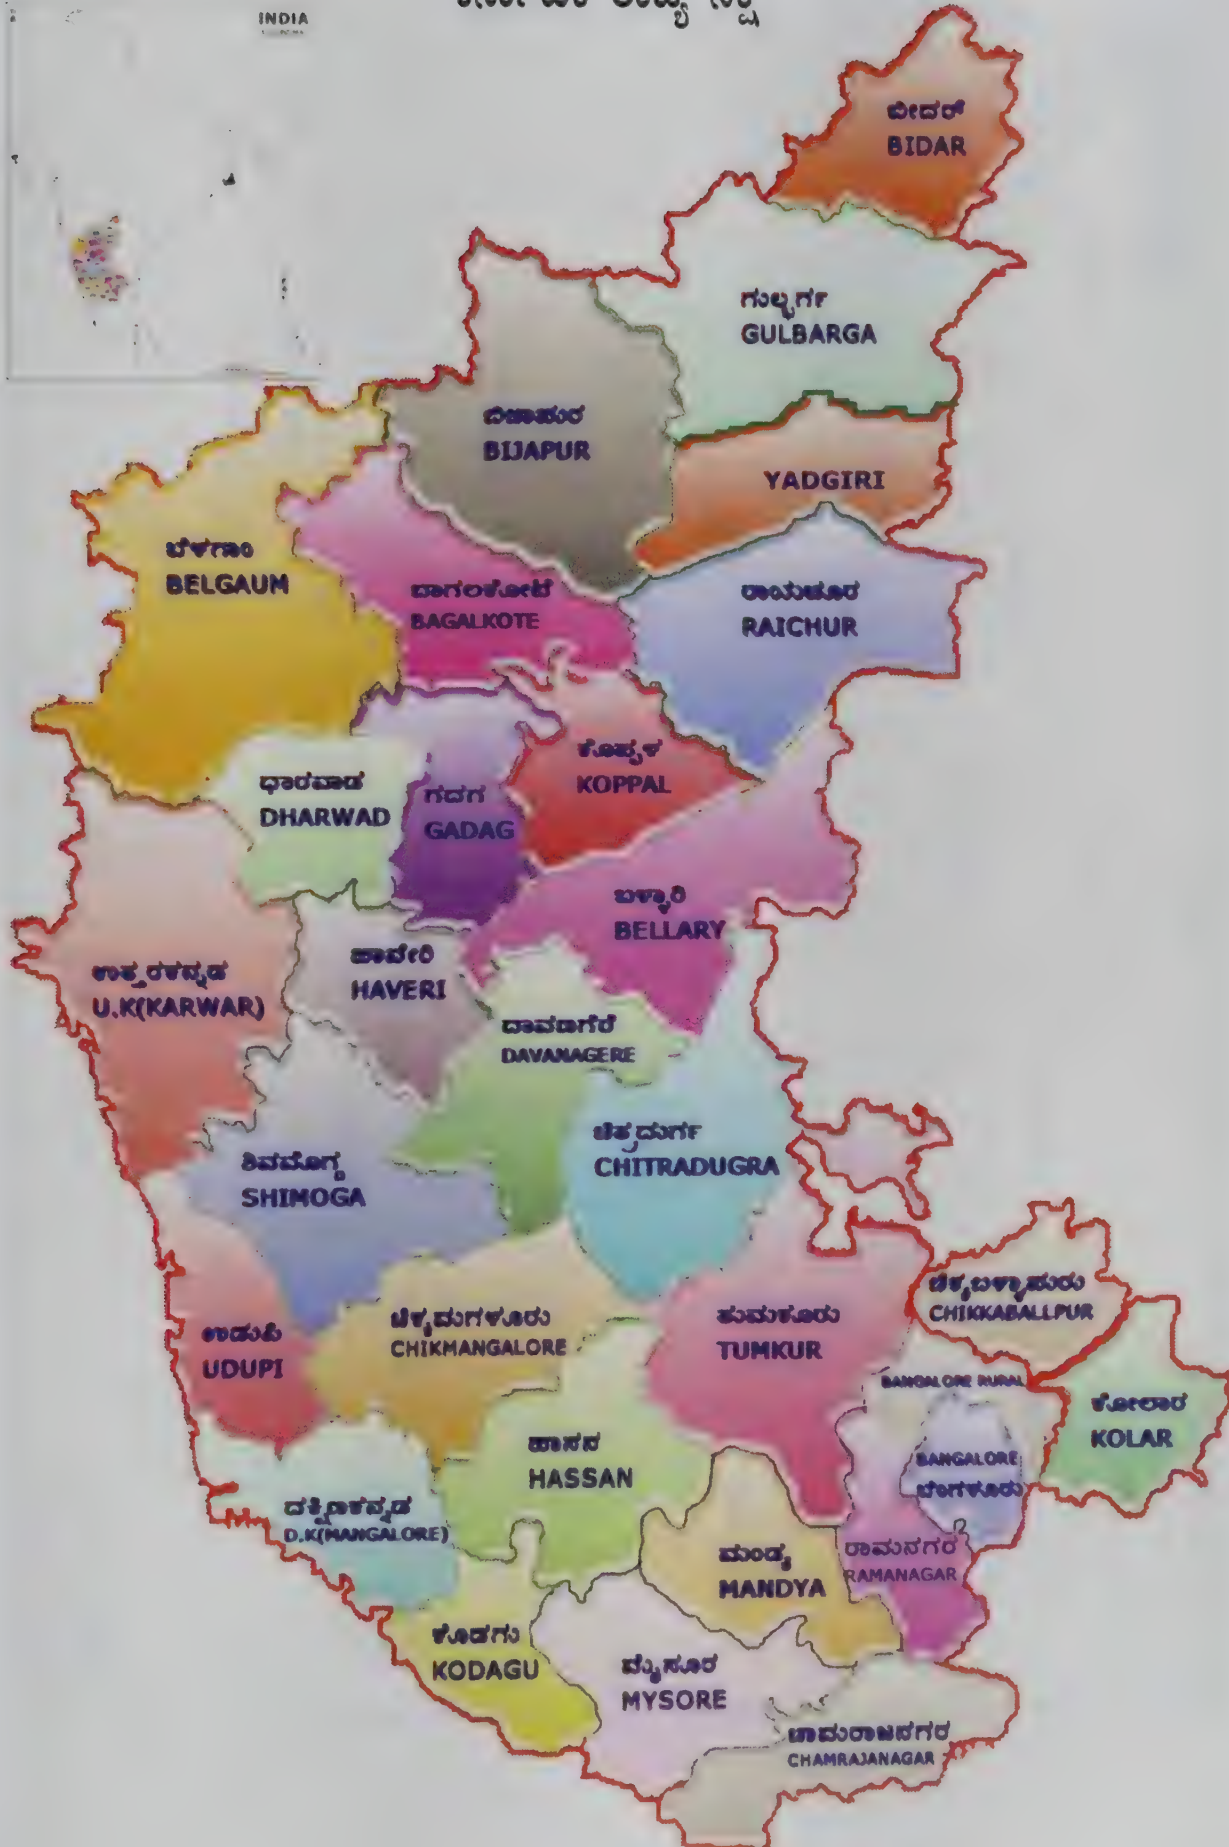 INDIA
ಬೀದರ್
BIDAR
ಗುಲ್ಬರ್ಗ
GULBARGA
ಬಿಜಾಪುರ
BIJAPUR
YADGIRI
ಬೆಳಗಾಂ
BELGAUM
ಬಾಗಲಕೋಟೆ
BAGALKOTE
ರಾಯಚೂರ
RAICHUR
ಕೊಪ್ಪಳ
KOPPAL
ಧಾರವಾಡ
DHARWAD
ಗದಗ
GADAG
ಬಳ್ಳಾರಿ
BELLARY
ಉತ್ತರಕನ್ನಡ
U.K(KARWAR)
ಹಾವೇರಿ
HAVERI
ದಾವಣಗೆರೆ
DAVANAGERE
ಚಿತ್ರದುರ್ಗ
CHITRADUGRA
ಶಿವಮೊಗ್ಗ
SHIMOGA
ಚಿಕ್ಕಬಳ್ಳಾಪುರು
CHIKKABALLPUR
ಉಡುಪಿ
UDUPI
ಚಿಕ್ಕಮಗಳೂರು
CHIKMANGALORE
ತುಮಕೂರು
TUMKUR
BANGALORE RURAL
ಕೋಲಾರ
KOLAR
ಹಾಸನ
HASSAN
BANGALORE
ಬೆಂಗಳೂರು
ದಕ್ಷಿಣಕನ್ನಡ
D.K(MANGALORE)
ಮಂಡ್ಯ
MANDYA
ರಾಮನಗರ
RAMANAGAR
ಕೊಡಗು
KODAGU
ಮೈಸೂರ
MYSORE
ಚಾಮರಾಜನಗರ
CHAMRAJANAGAR